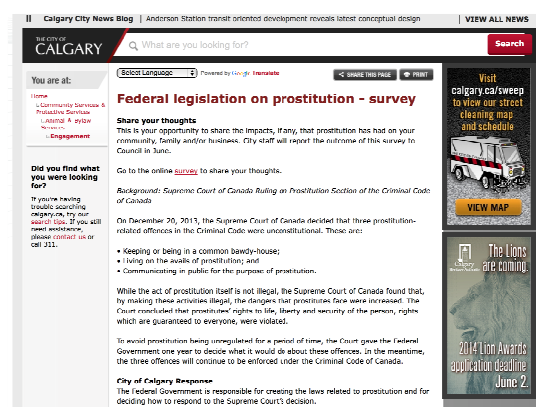 Calgary City News Blog | Anderson Station transit oriented development reveals latest conceptual design | VIEW ALL NEWS
THE CITY OF
CALGARY
What are you looking for?
Search
You are at:
Home
Community Services &
Protective Services
Animal & Bylaw
Services
Engagement
Did you find what
you were looking
for?
If you're having
trouble searching
calgary.ca, try our
search tips. If you still
need assistance,
please contact us or
call 311.
Select Language
Powered by Google Translate
SHARE THIS PAGE
PRINT
Federal legislation on prostitution - survey
Share your thoughts
This is your opportunity to share the impacts, if any, that prostitution has had on your
community, family and/or business. City staff will report the outcome of this survey to
Council in June.
Go to the online survey to share your thoughts.
Background: Supreme Court of Canada Ruling on Prostitution Section of the Criminal Code
of Canada
On December 20, 2013, the Supreme Court of Canada decided that three prostitution-
related offences in the Criminal Code were unconstitutional. These are:
• Keeping or being in a common bawdy-house;
• Living on the avails of prostitution; and
• Communicating in public for the purpose of prostitution.
While the act of prostitution itself is not illegal, the Supreme Court of Canada found that,
by making these activities illegal, the dangers that prostitutes face were increased. The
Court concluded that prostitutes' rights to life, liberty and security of the person, rights
which are guaranteed to everyone, were violated.
To avoid prostitution being unregulated for a period of time, the Court gave the Federal
Government one year to decide what it would do about these offences. In the meantime,
the three offences will continue to be enforced under the Criminal Code of Canada.
City of Calgary Response
The Federal Government is responsible for creating the laws related to prostitution and for
deciding how to respond to the Supreme Court's decision.
Visit
calgary.ca/sweep
to view our street
cleaning map
and schedule
VIEW MAP
Calgary
The Lions
are coming.
2014 Lion Awards
application deadline
June 2.